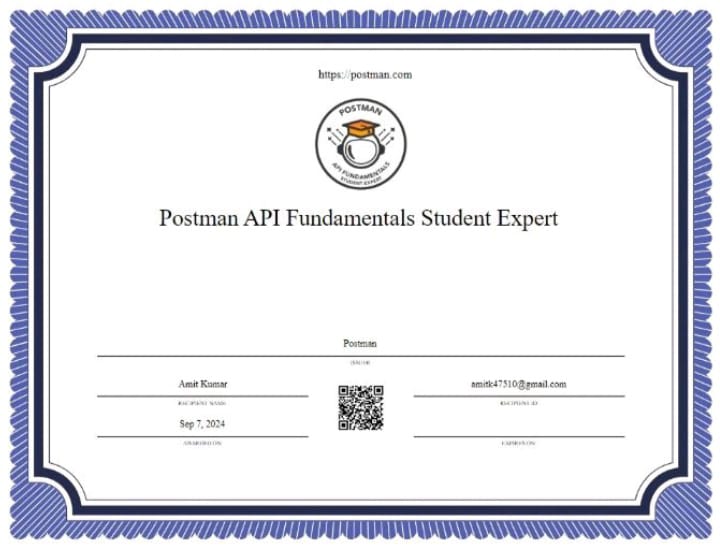 https://postman.com
POSTMAN
API FUNDAMENTALS
STUDENT EXPERT
Postman API Fundamentals Student Expert
Postman
ISSUER
Amit Kumar
amitk47510@gmail.com
RECIPIENT NAME
RECIPIENT ID
Sep 7, 2024
AWARDED ON
EXPIRES ON